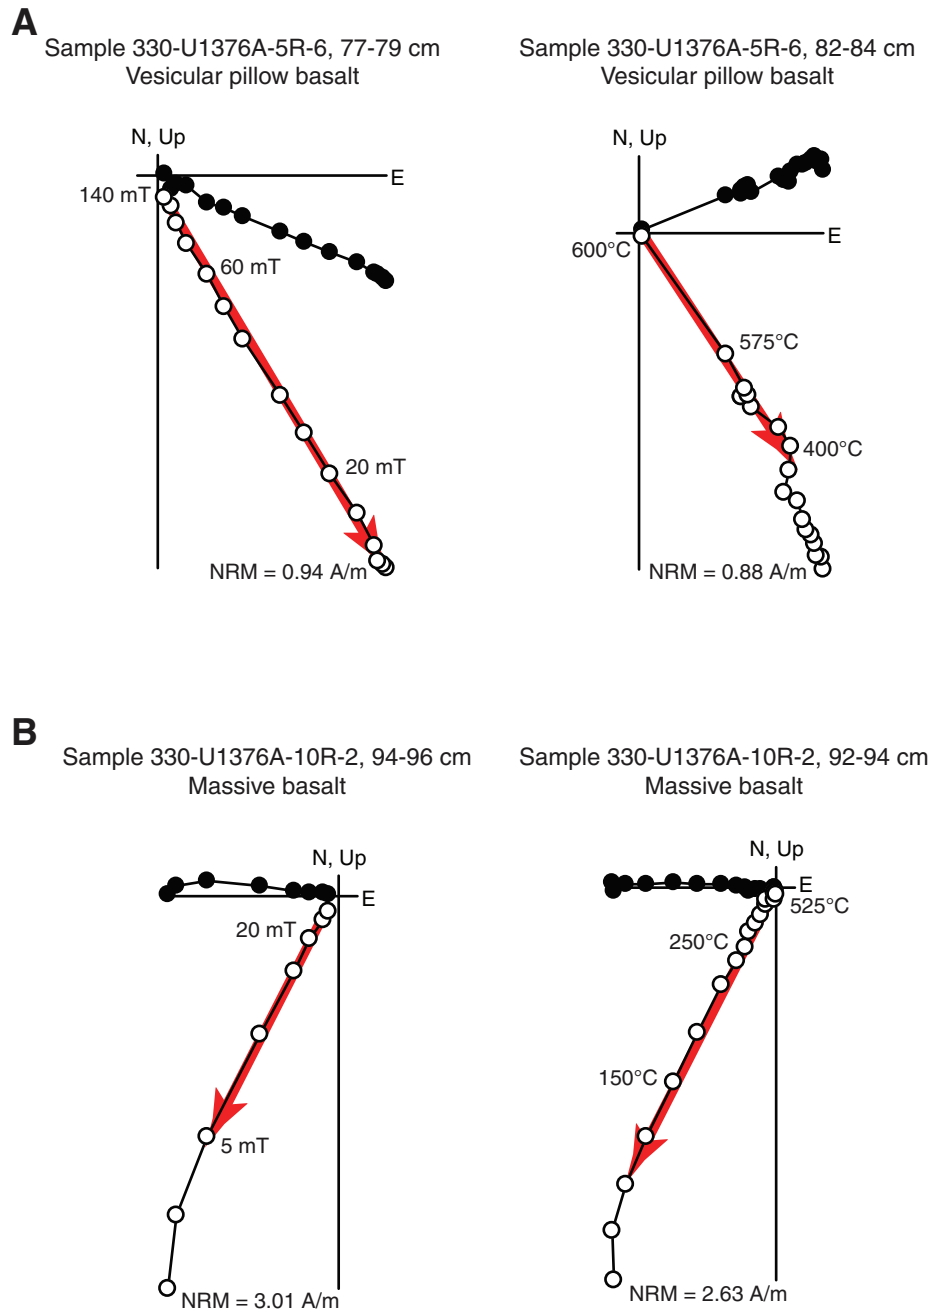 A
Sample 330-U1376A-5R-6, 77-79 cm
Vesicular pillow basalt
N, Up
E
140 mT
60 mT
20 mT
NRM = 0.94 A/m
Sample 330-U1376A-5R-6, 82-84 cm
Vesicular pillow basalt
N, Up
E
600°C
575°C
400°C
NRM = 0.88 A/m
B
Sample 330-U1376A-10R-2, 94-96 cm
Massive basalt
N, Up
E
20 mT
5 mT
NRM = 3.01 A/m
Sample 330-U1376A-10R-2, 92-94 cm
Massive basalt
N, Up
E
525°C
250°C
150°C
NRM = 2.63 A/m